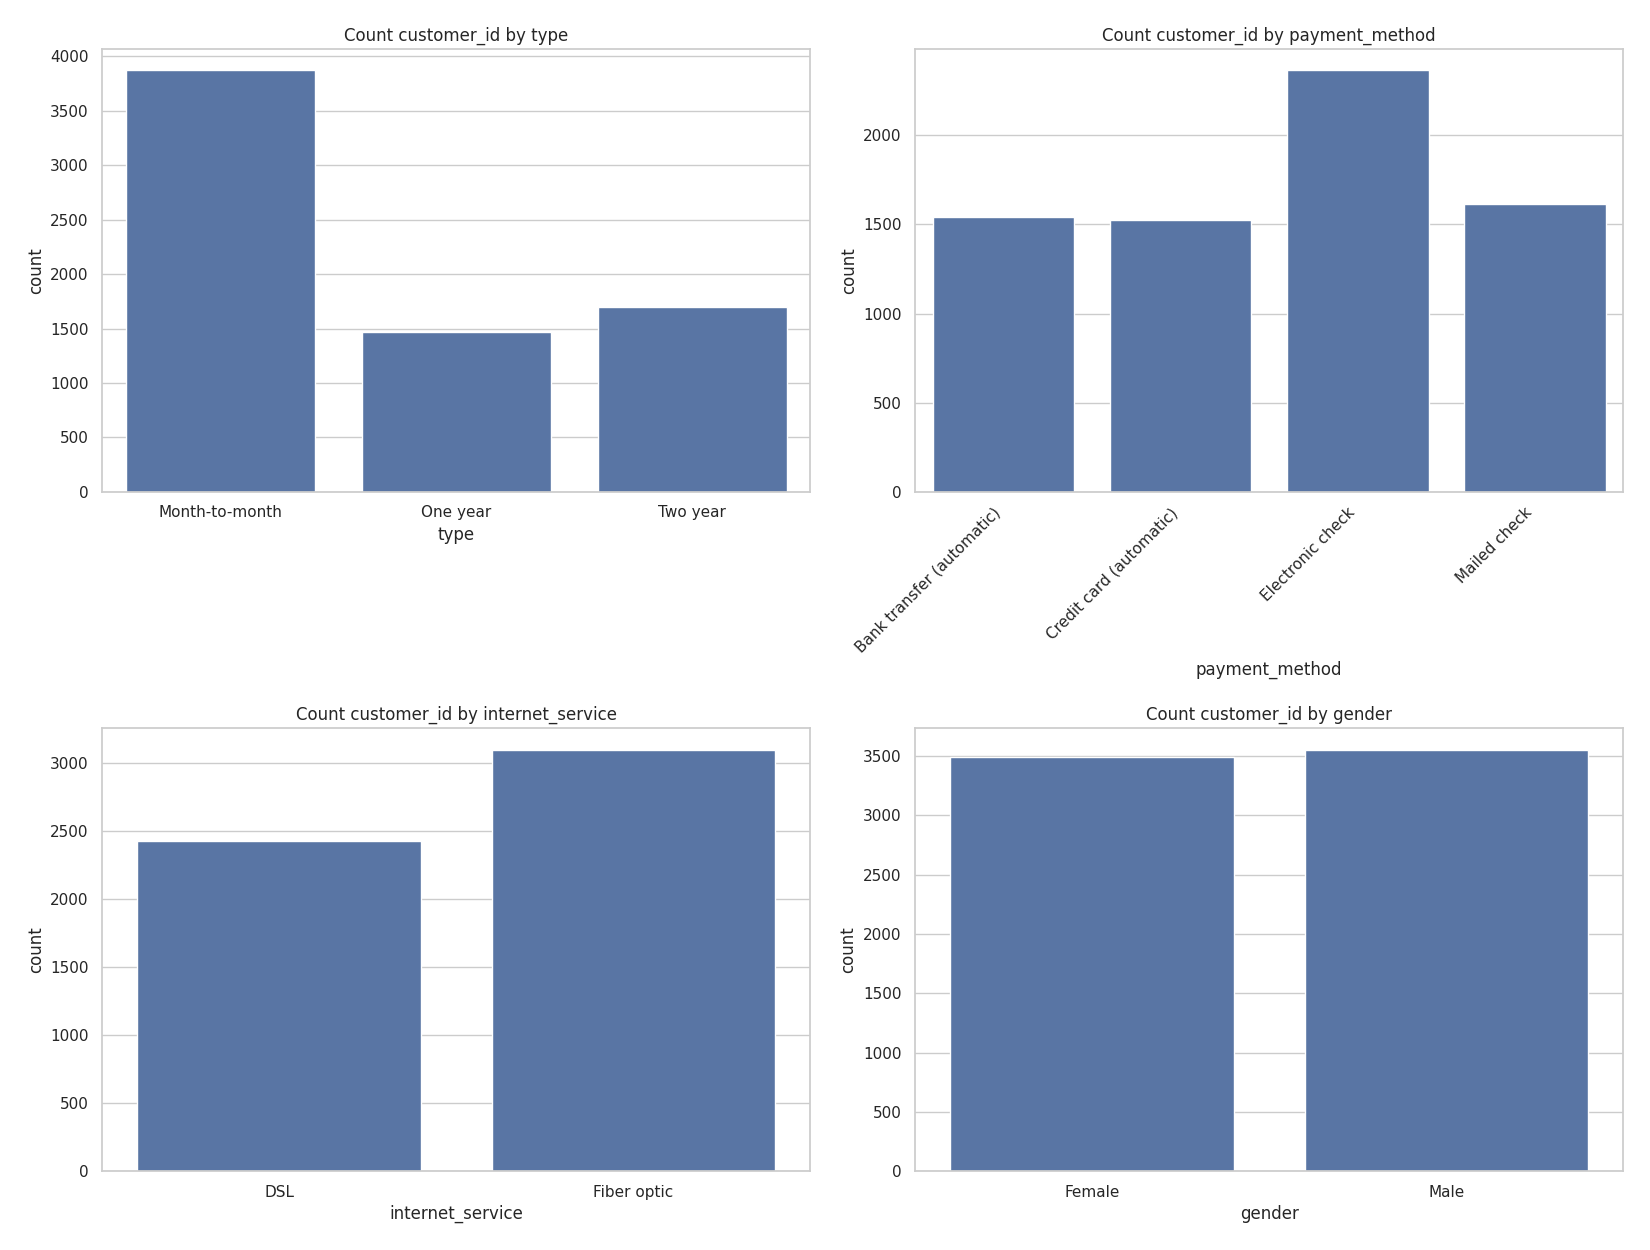 Count customer_id by type
4000
3500
3000
2500
2000
1500
1000
500
0
count
Month-to-month
One year
Two year
type
Count customer_id by payment_method
2000
1500
1000
500
0
count
Bank transfer (automatic)
Credit card (automatic)
Electronic check
Mailed check
payment_method
Count customer_id by internet_service
3000
2500
2000
1500
1000
500
0
count
DSL
Fiber optic
internet_service
Count customer_id by gender
3500
3000
2500
2000
1500
1000
500
0
count
Female
Male
gender